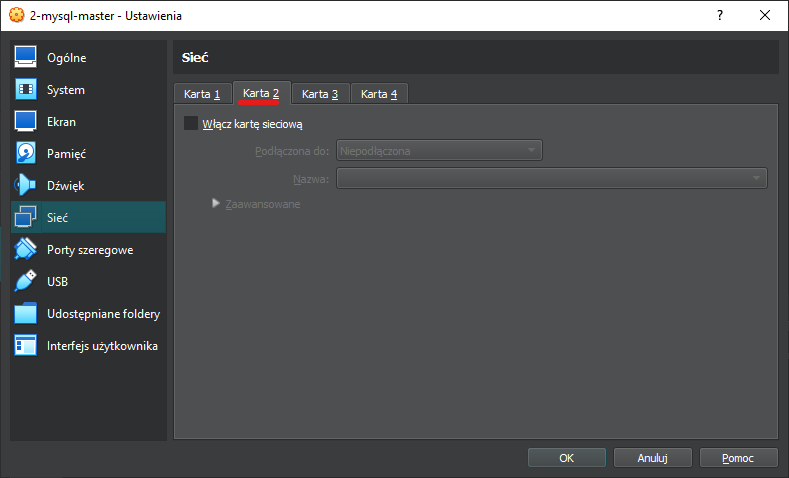 2-mysql-master - Ustawienia
Ogólne
System
Ekran
Pamięć
Dźwięk
Sieć
Porty szeregowe
USB
Udostępniane foldery
Interfejs użytkownika
Sieć
Karta 1 Karta 2 Karta 3 Karta 4
Włącz kartę sieciową
Podłączona do: Niepodłączona
Nazwa:
Zaawansowane
OK Anuluj Pomoc